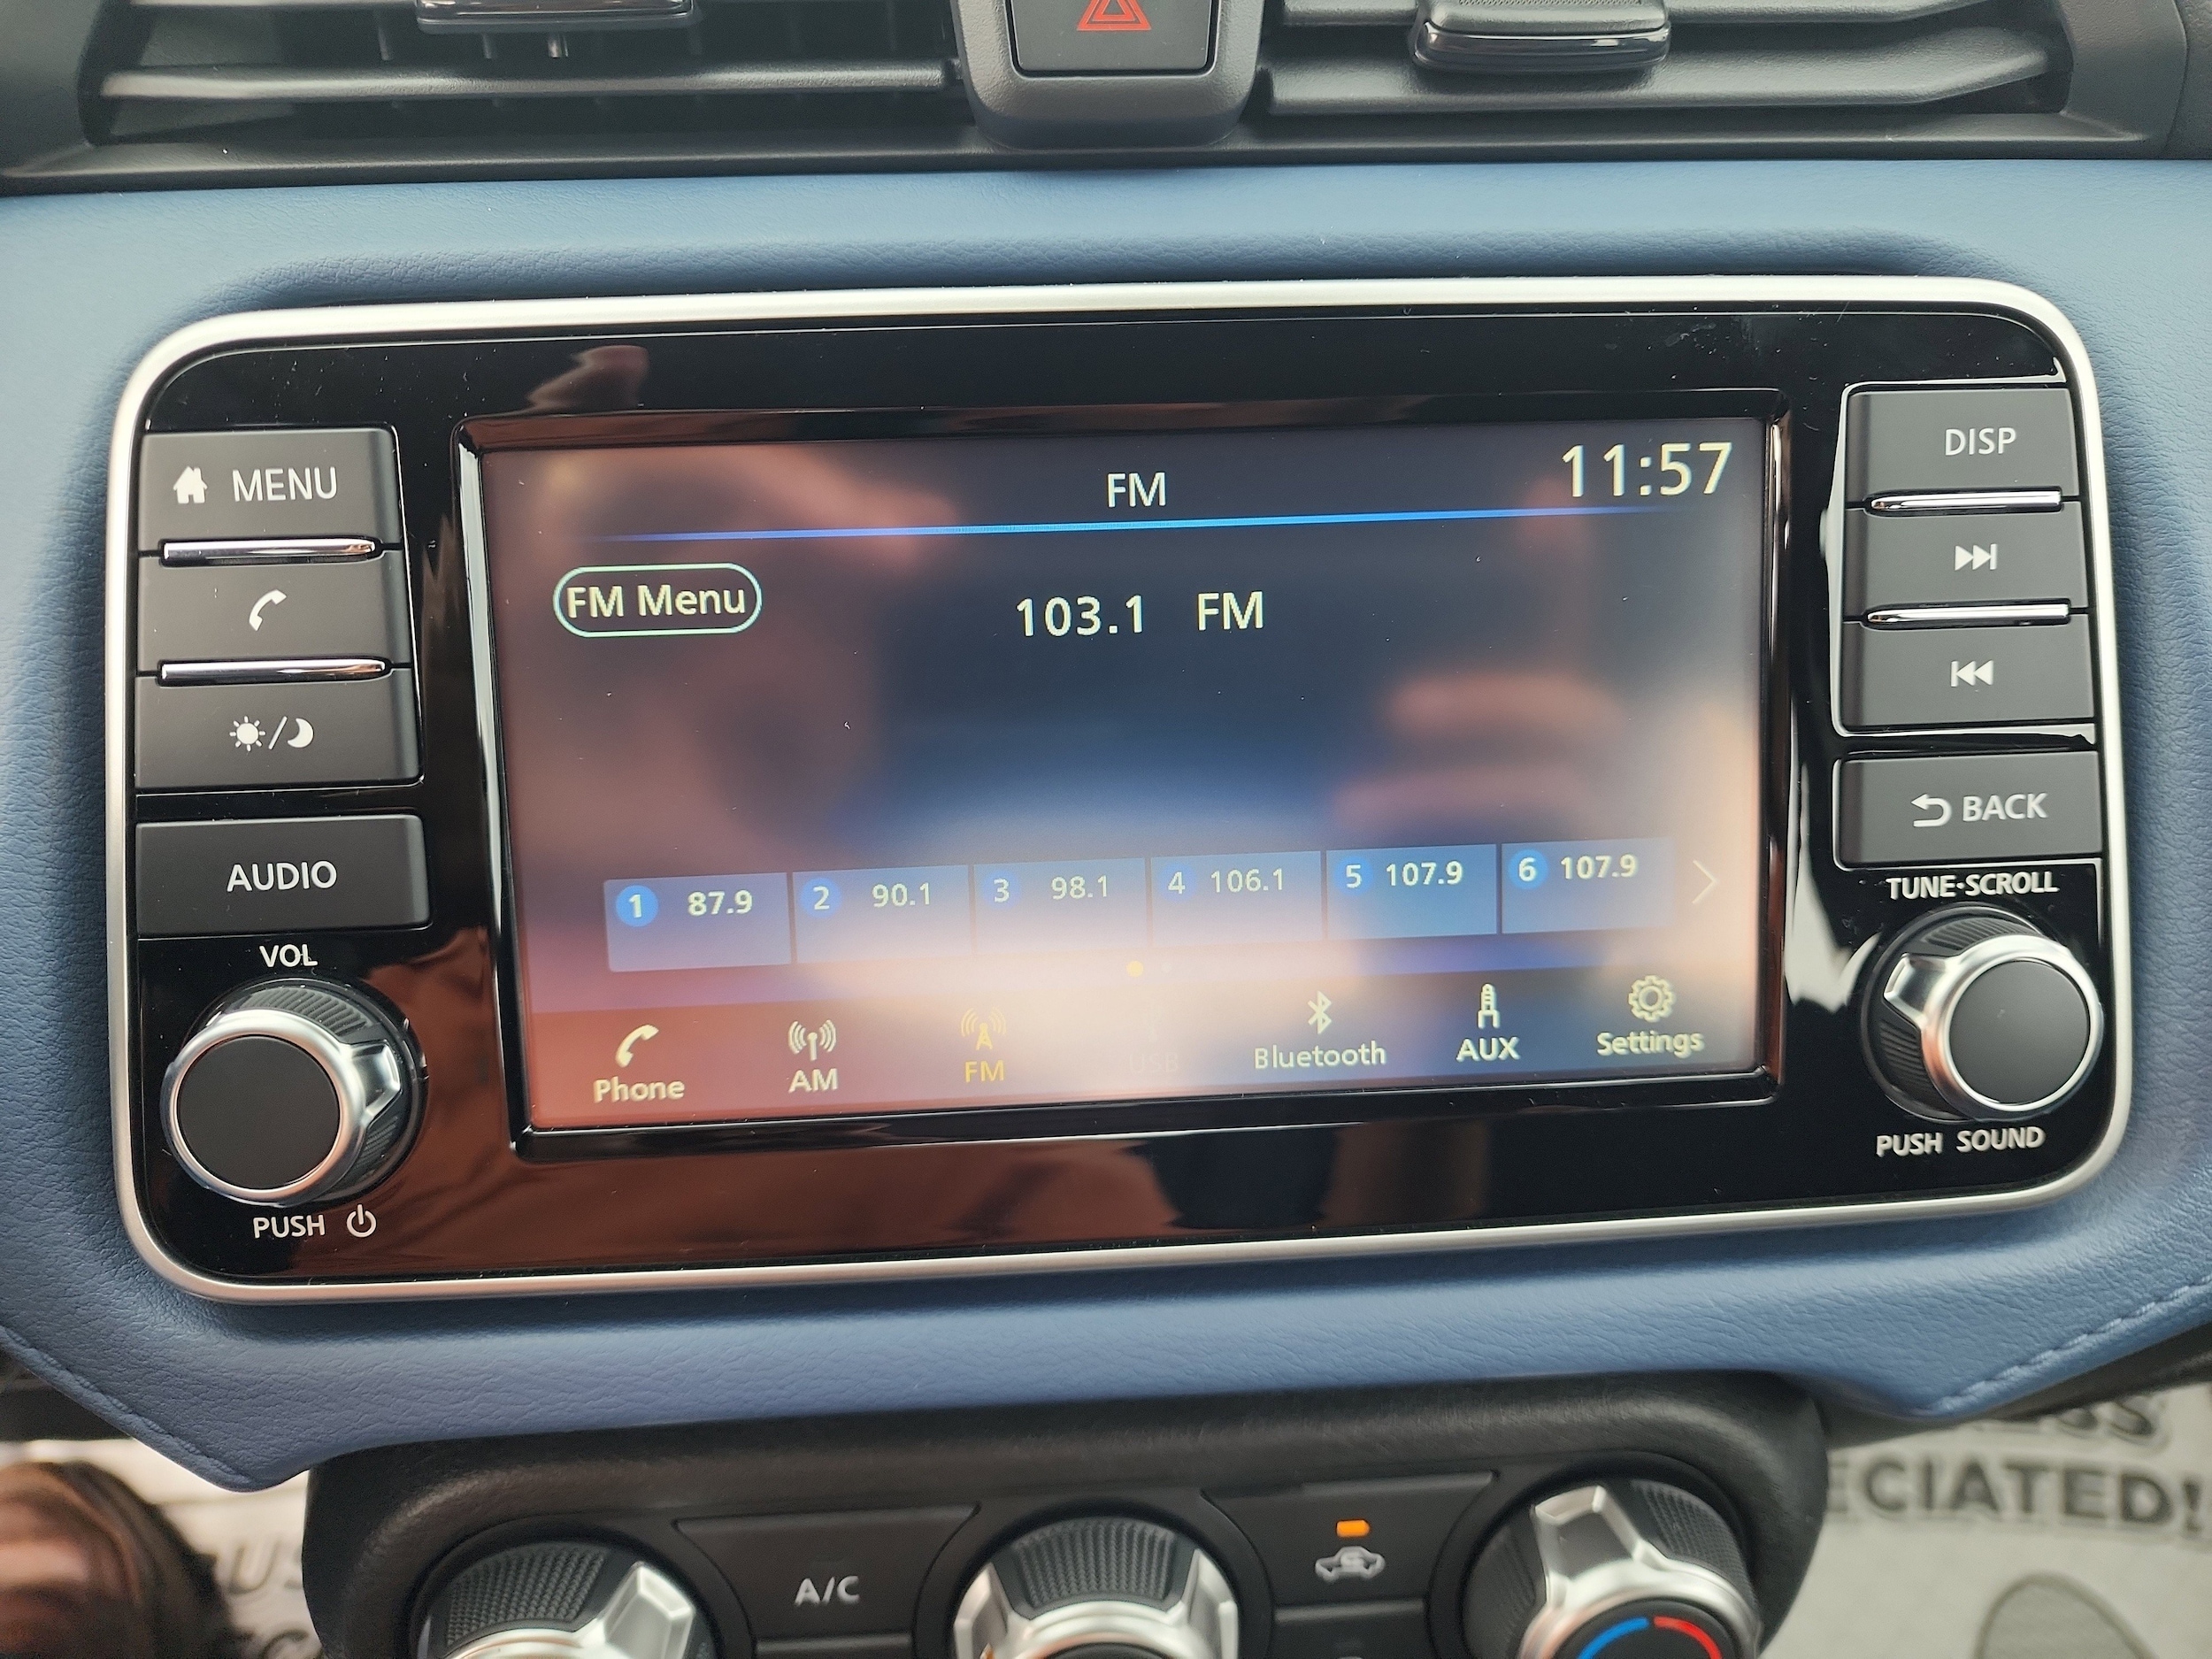 MENU
AUDIO
VOL
PUSH
FM
11:57
FM Menu
103.1 FM
1 87.9
2 90.1
3 98.1
4 106.1
5 107.9
6 107.9
Phone
AM
FM
USB
Bluetooth
AUX
Settings
DISP
BACK
TUNE·SCROLL
PUSH SOUND
A/C
ECIATED!